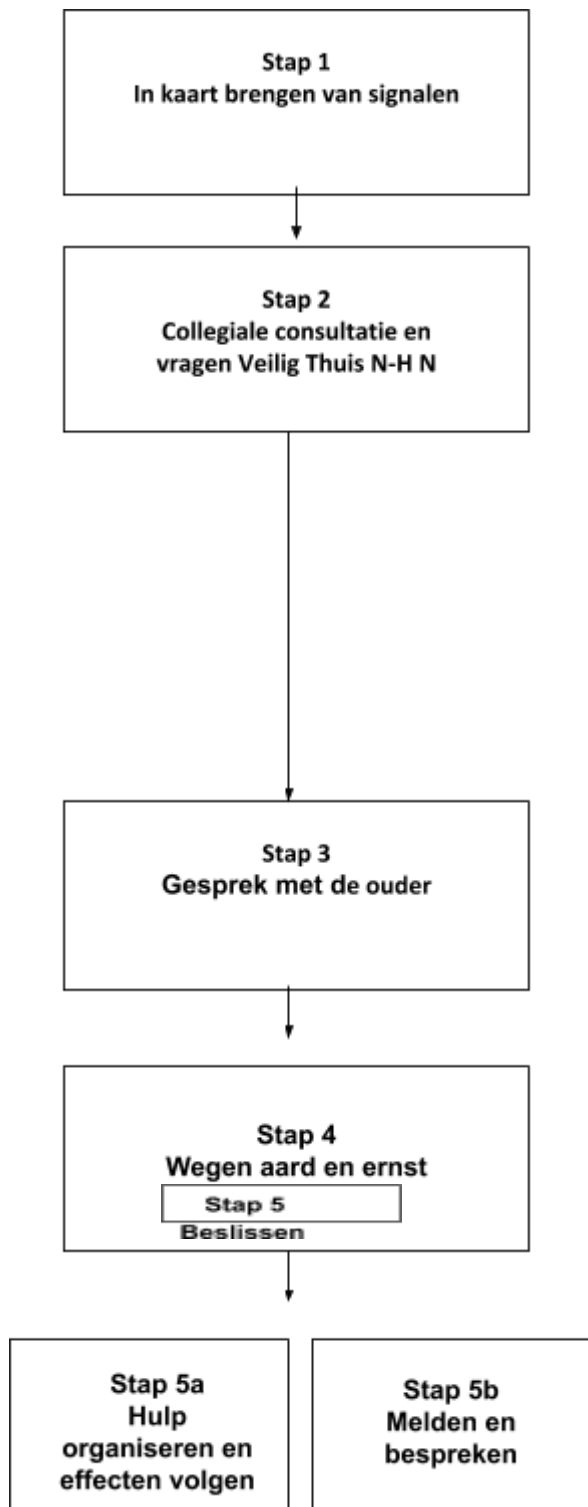 Stap 1
In kaart brengen van signalen
Stap 2
Collegiale consultatie en
vragen Veilig Thuis N-H N
Stap 3
Gesprek met de ouder
Stap 4
Wegen aard en ernst
Stap 5
Beslissen
Stap 5a
Hulp
organiseren en
effecten volgen
Stap 5b
Melden en
bespreken